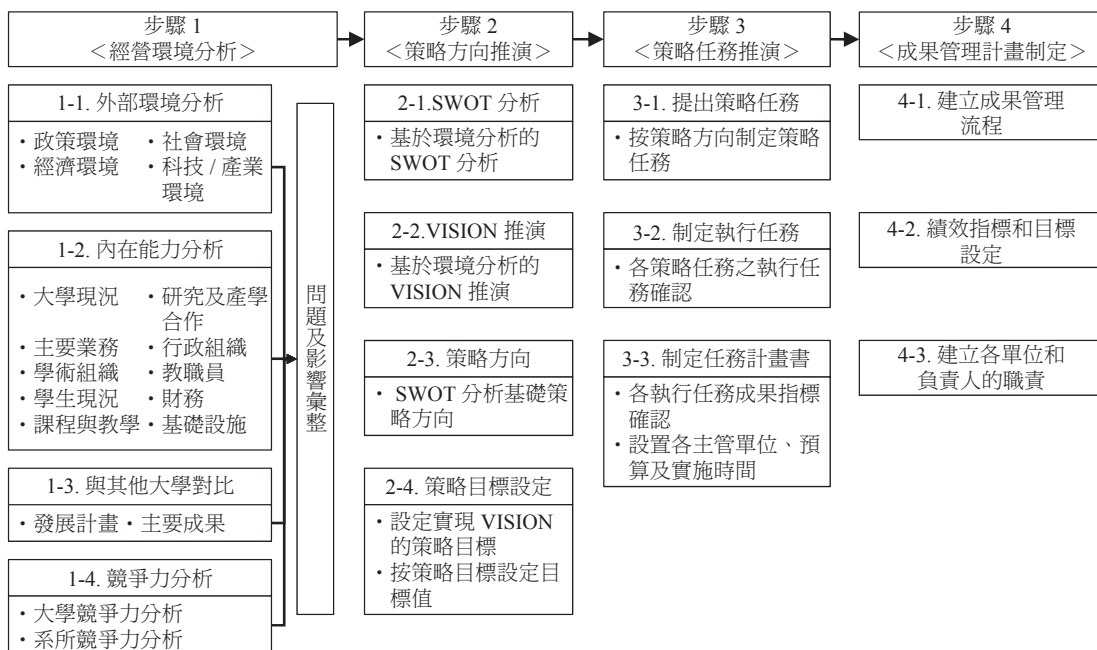 步驟 1
＜經營環境分析＞
步驟 2
＜策略方向推演＞
步驟 3
＜策略任務推演＞
步驟 4
＜成果管理計畫制定＞
1-1. 外部環境分析
・政策環境 ・社會環境
・經濟環境 ・科技 / 產業
環境
1-2. 內在能力分析
・大學現況 ・研究及產學
合作
・主要業務 ・行政組織
・學術組織 ・教職員
・學生現況 ・財務
・課程與教學 ・基礎設施
1-3. 與其他大學對比
・發展計畫・主要成果
1-4. 競爭力分析
・大學競爭力分析
・系所競爭力分析
問題及影響彙整
2-1.SWOT 分析
・基於環境分析的
SWOT 分析
2-2.VISION 推演
・基於環境分析的
VISION 推演
2-3. 策略方向
・ SWOT 分析基礎策
略方向
2-4. 策略目標設定
・設定實現 VISION
的策略目標
・按策略目標設定目
標值
3-1. 提出策略任務
・按策略方向制定策略
任務
3-2. 制定執行任務
・各策略任務之執行任
務確認
3-3. 制定任務計畫書
・各執行任務成果指標
確認
・設置各主管單位、預
算及實施時間
4-1. 建立成果管理
流程
4-2. 績效指標和目標
設定
4-3. 建立各單位和
負責人的職責